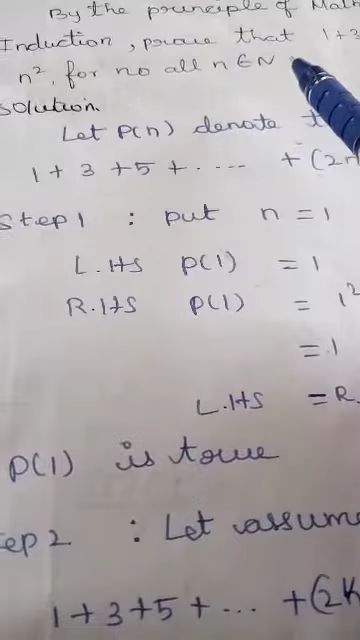 By the principle of Math
Induction, prove that 1+3
n², for no all n ∈ N
Solution.
Let P(n) denote t
1 + 3 + 5 + ..... + (2n
Step 1 : put n = 1
L.H.S P(1) = 1
R.H.S P(1) = 1²
= 1
L.H.S = R.
P(1) is true
ep 2 : Let assume
1 + 3 + 5 + ... + (2K